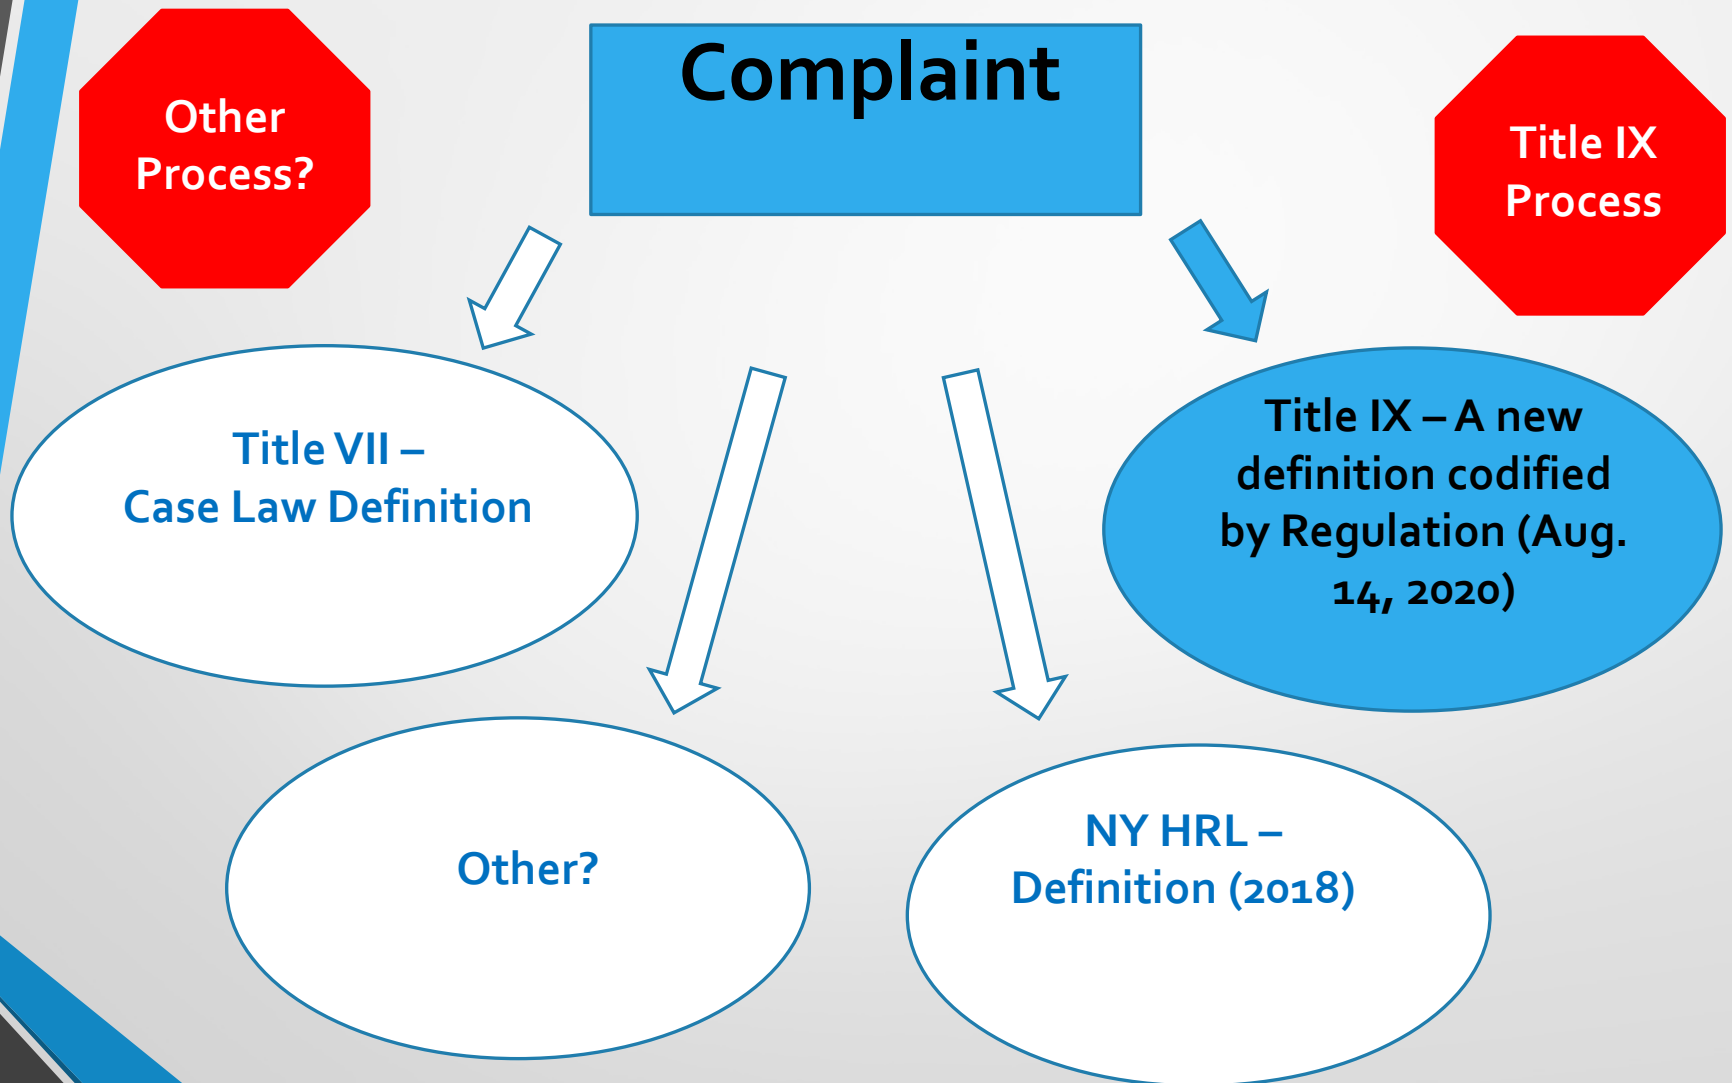 Complaint
Other
Process?
Title IX
Process
Title VII –
Case Law Definition
Title IX – A new
definition codified
by Regulation (Aug.
14, 2020)
Other?
NY HRL –
Definition (2018)